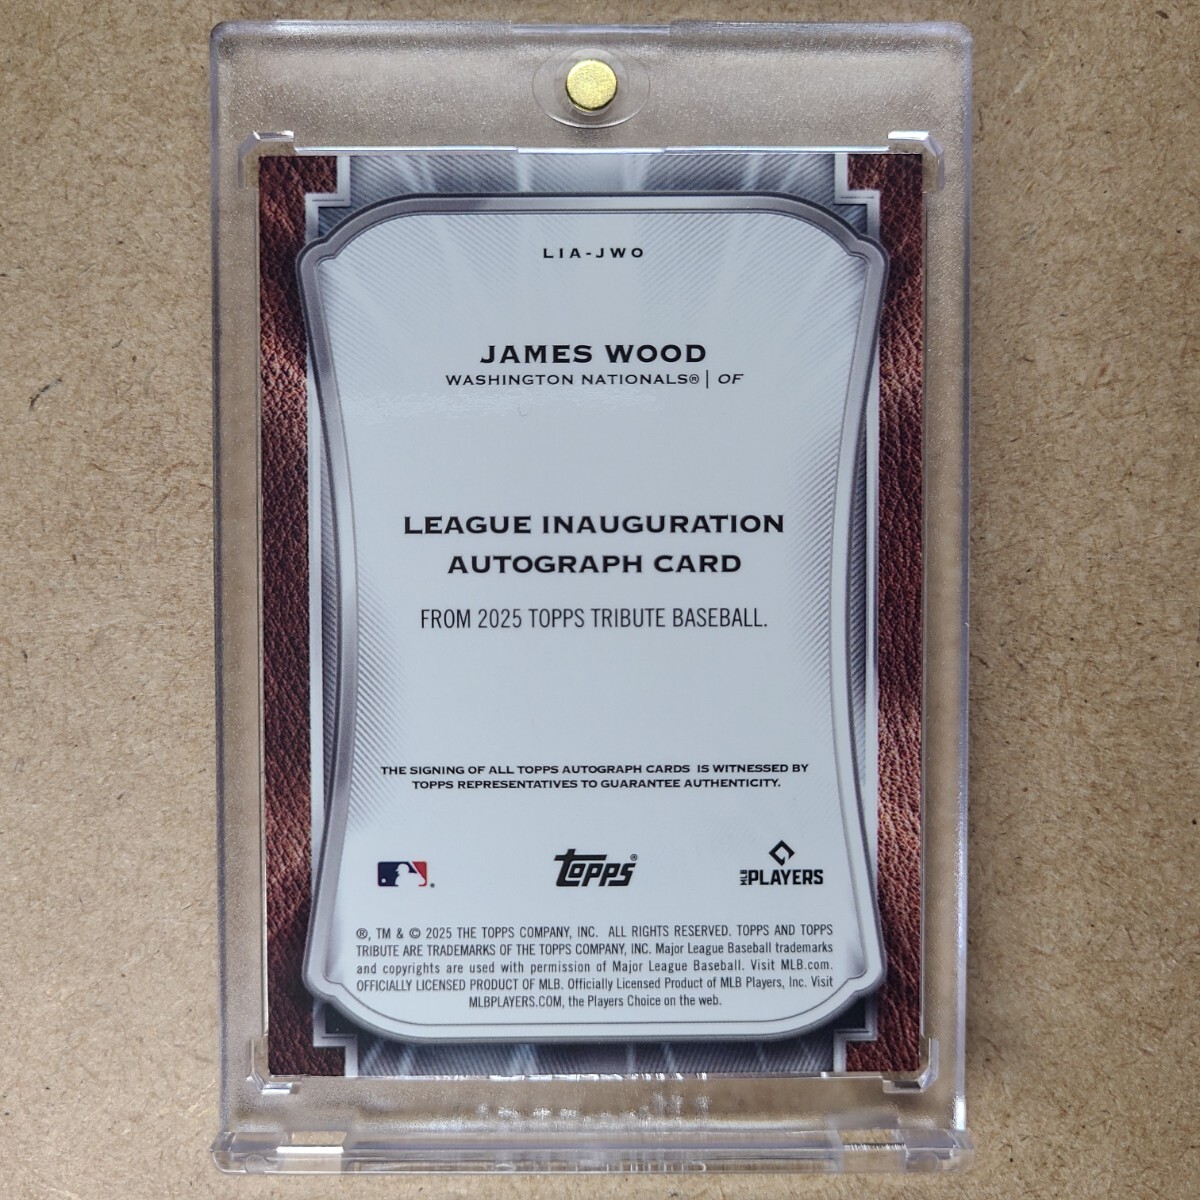 LIA-JWO
JAMES WOOD
WASHINGTON NATIONALS® | OF
LEAGUE INAUGURATION
AUTOGRAPH CARD
FROM 2025 TOPPS TRIBUTE BASEBALL.
THE SIGNING OF ALL TOPPS AUTOGRAPH CARDS IS WITNESSED BY
TOPPS REPRESENTATIVES TO GUARANTEE AUTHENTICITY.
topps®
MLB PLAYERS
®, TM & © 2025 THE TOPPS COMPANY, INC. ALL RIGHTS RESERVED. TOPPS AND TOPPS
TRIBUTE ARE TRADEMARKS OF THE TOPPS COMPANY, INC. Major League Baseball trademarks
and copyrights are used with permission of Major League Baseball. Visit MLB.com.
OFFICIALLY LICENSED PRODUCT OF MLB. Officially Licensed Product of MLB Players, Inc. Visit
MLBPLAYERS.COM, the Players Choice on the web.